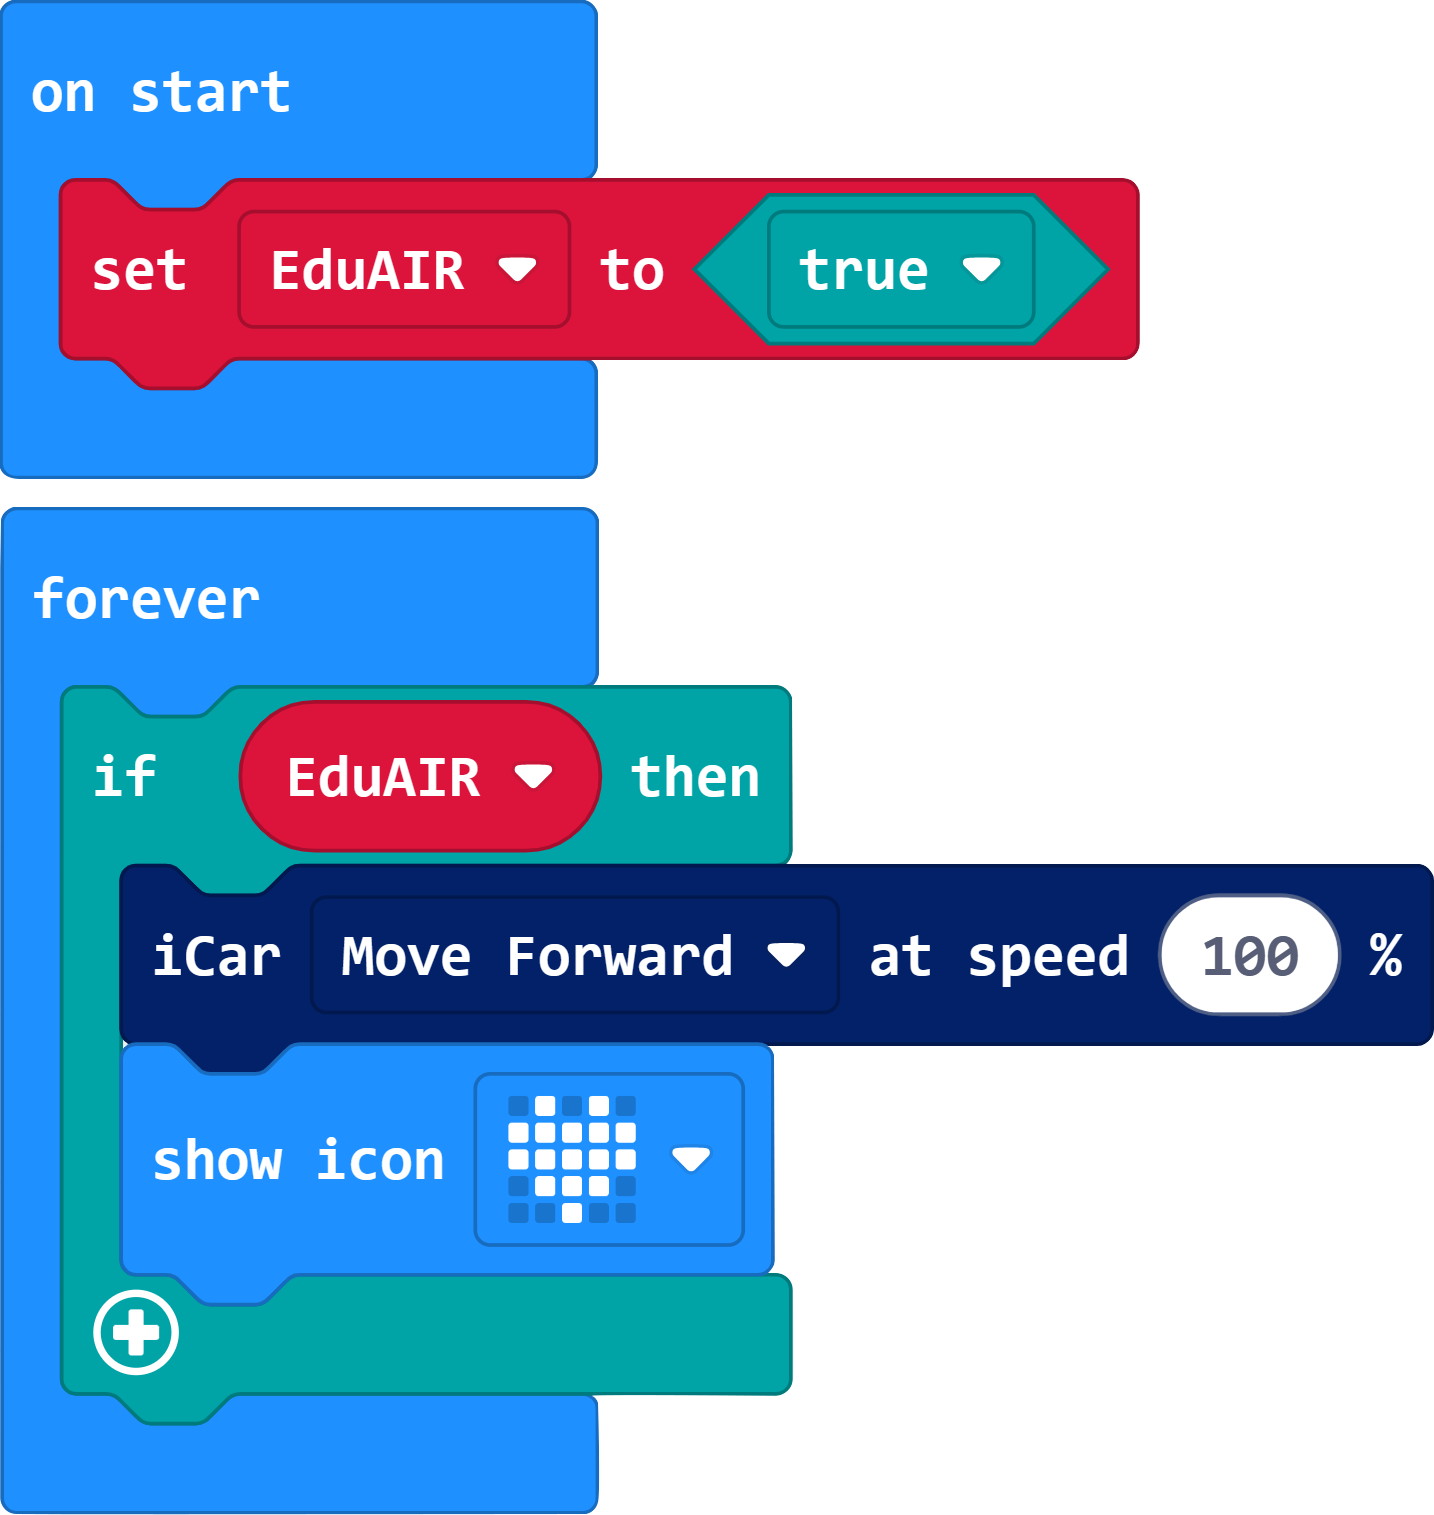 on start
set EduAIR to true
forever
if EduAIR then
iCar Move Forward at speed 100 %
show icon